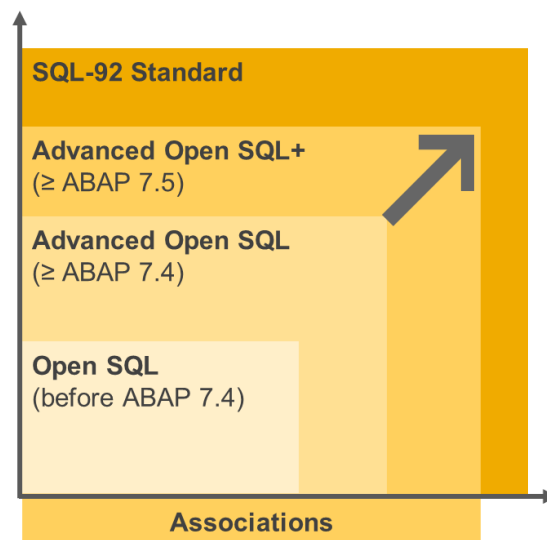 SQL-92 Standard
Advanced Open SQL+
(≥ ABAP 7.5)
Advanced Open SQL
(≥ ABAP 7.4)
Open SQL
(before ABAP 7.4)
Associations